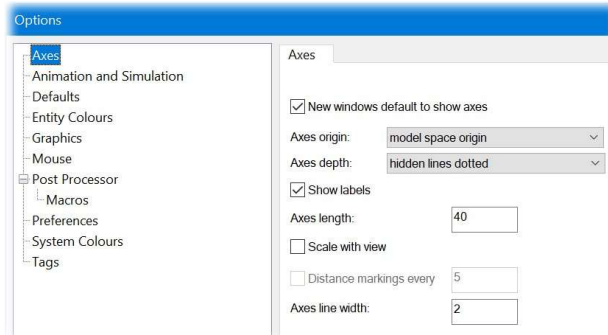 Options
Axes
Animation and Simulation
Defaults
Entity Colours
Graphics
Mouse
Post Processor
Macros
Preferences
System Colours
Tags
Axes
New windows default to show axes
Axes origin: model space origin
Axes depth: hidden lines dotted
Show labels
Axes length: 40
Scale with view
Distance markings every 5
Axes line width: 2